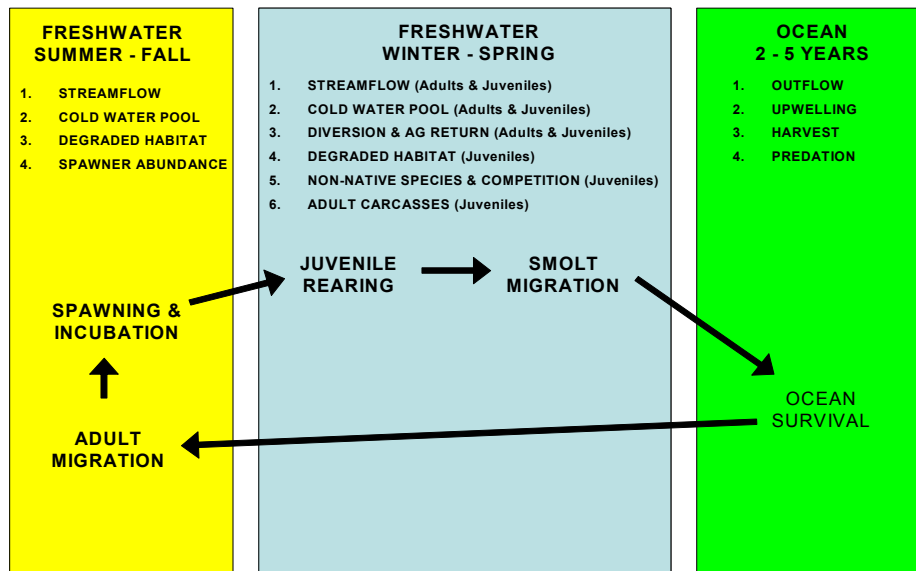 FRESHWATER
SUMMER - FALL
1. STREAMFLOW
2. COLD WATER POOL
3. DEGRADED HABITAT
4. SPAWNER ABUNDANCE
SPAWNING &
INCUBATION
ADULT
MIGRATION
FRESHWATER
WINTER - SPRING
1. STREAMFLOW (Adults & Juveniles)
2. COLD WATER POOL (Adults & Juveniles)
3. DIVERSION & AG RETURN (Adults & Juveniles)
4. DEGRADED HABITAT (Juveniles)
5. NON-NATIVE SPECIES & COMPETITION (Juveniles)
6. ADULT CARCASSES (Juveniles)
JUVENILE
REARING
SMOLT
MIGRATION
OCEAN
2 - 5 YEARS
1. OUTFLOW
2. UPWELLING
3. HARVEST
4. PREDATION
OCEAN
SURVIVAL